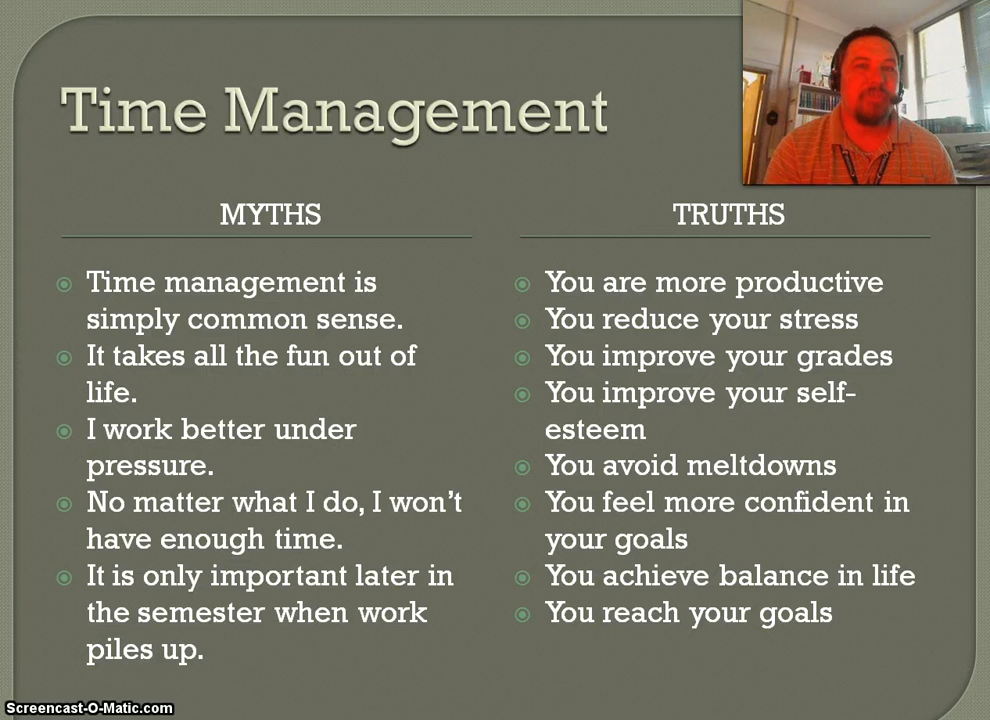 Time Management
MYTHS
Time management is
simply common sense.
It takes all the fun out of
life.
I work better under
pressure.
No matter what I do, I won't
have enough time.
It is only important later in
the semester when work
piles up.
TRUTHS
You are more productive
You reduce your stress
You improve your grades
You improve your self-
esteem
You avoid meltdowns
You feel more confident in
your goals
You achieve balance in life
You reach your goals
Screencast-O-Matic.com